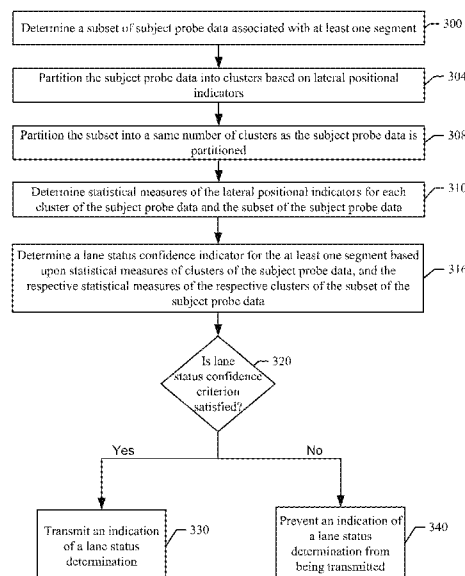 Determine a subset of subject probe data associated with at least one segment
300
Partition the subject probe data into clusters based on lateral positional
indicators
304
Partition the subset into a same number of clusters as the subject probe data is
partitioned
308
Determine statistical measures of the lateral positional indicators for each
cluster of the subject probe data and the subset of the subject probe data
310
Determine a lane status confidence indicator for the at least one segment based
upon statistical measures of clusters of the subject probe data, and the
respective statistical measures of the respective clusters of the subset of the
subject probe data
316
Is lane
status confidence
criterion
satisfied?
320
Yes
No
Transmit an indication
of a lane status
determination
330
Prevent an indication of
a lane status
determination from
being transmitted
340